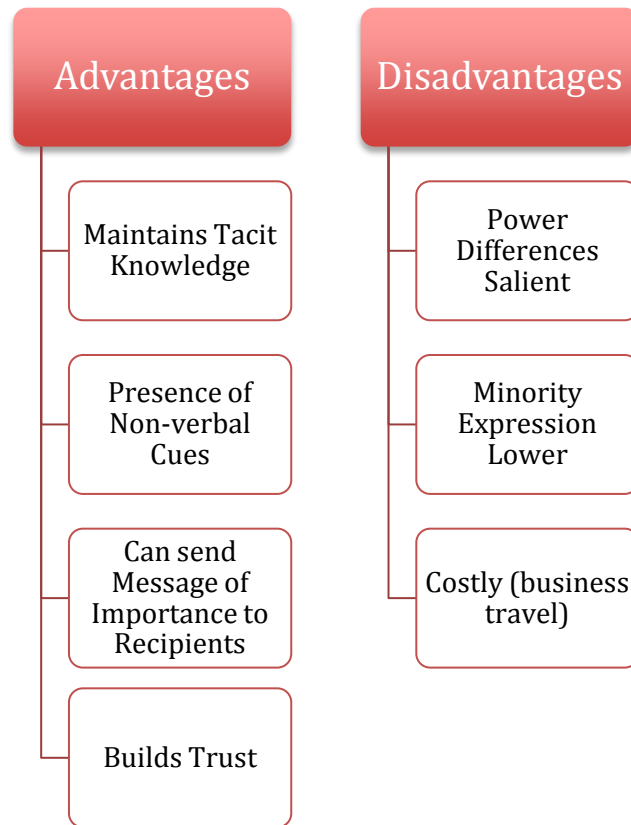 Advantages
Maintains Tacit
Knowledge
Presence of
Non-verbal
Cues
Can send
Message of
Importance to
Recipients
Builds Trust
Disadvantages
Power
Differences
Salient
Minority
Expression
Lower
Costly (business
travel)